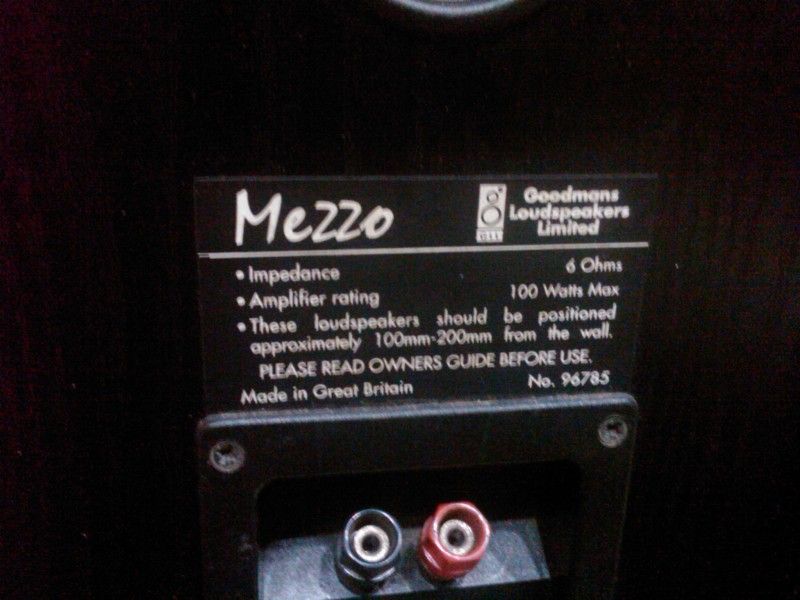 Mezzo
Goodmans
Loudspeakers
Limited
GLL
• Impedance 6 Ohms
• Amplifier rating 100 Watts Max
• These loudspeakers should be positioned
approximately 100mm-200mm from the wall.
PLEASE READ OWNERS GUIDE BEFORE USE.
Made in Great Britain No. 96785